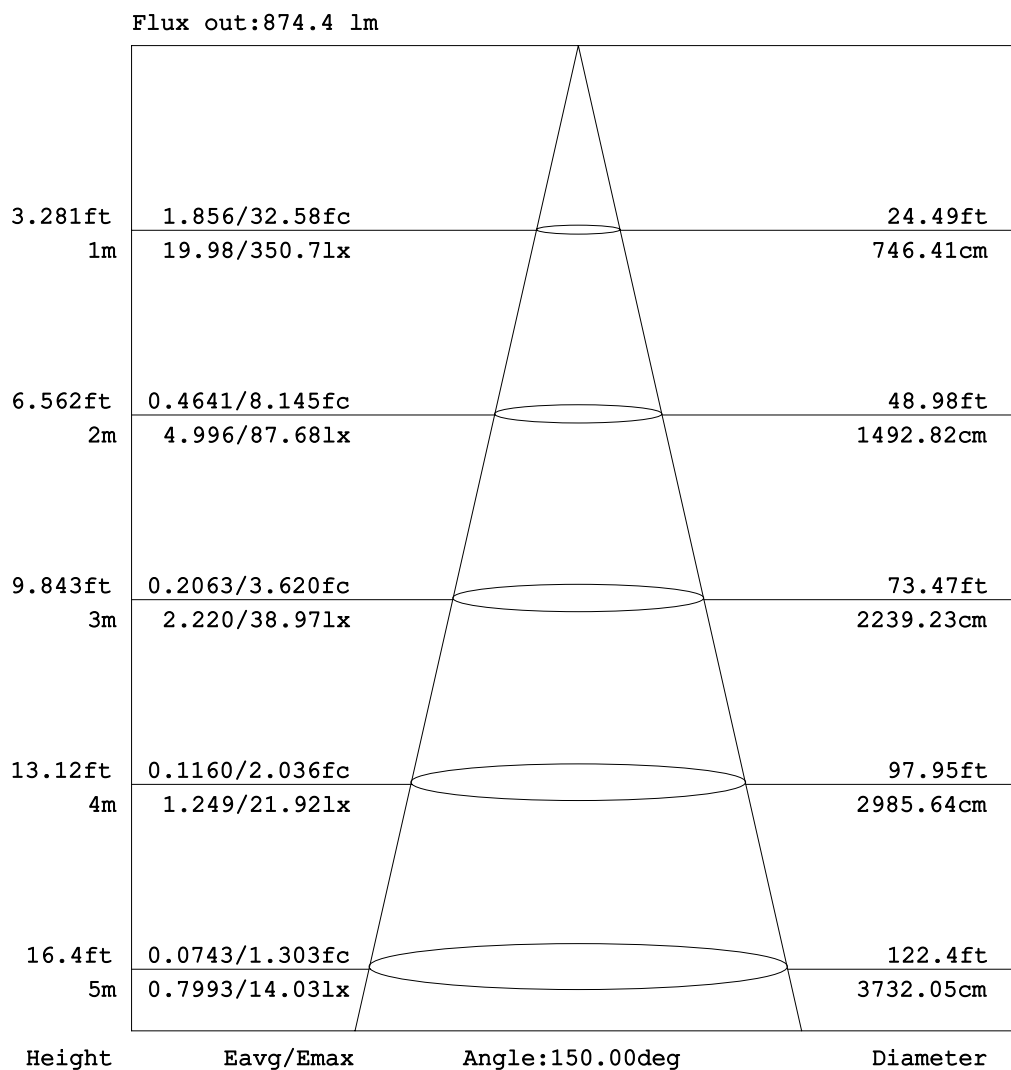 Flux out:874.4 lm
3.281ft 1.856/32.58fc 24.49ft
1m 19.98/350.7lx 746.41cm
6.562ft 0.4641/8.145fc 48.98ft
2m 4.996/87.68lx 1492.82cm
9.843ft 0.2063/3.620fc 73.47ft
3m 2.220/38.97lx 2239.23cm
13.12ft 0.1160/2.036fc 97.95ft
4m 1.249/21.92lx 2985.64cm
16.4ft 0.0743/1.303fc 122.4ft
5m 0.7993/14.03lx 3732.05cm
Height Eavg/Emax Angle:150.00deg Diameter